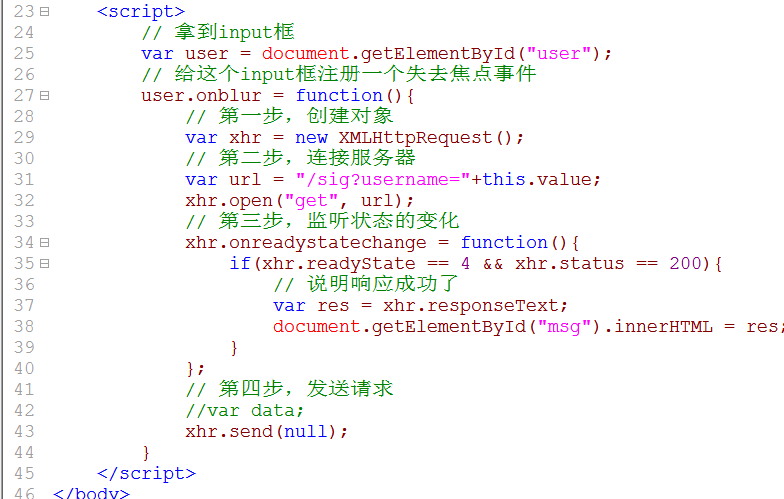 23 <script>
24 // 拿到input框
25 var user = document.getElementById("user");
26 // 给这个input框注册一个失去焦点事件
27 user.onblur = function(){
28 // 第一步，创建对象
29 var xhr = new XMLHttpRequest();
30 // 第二步，连接服务器
31 var url = "/sig?username="+this.value;
32 xhr.open("get", url);
33 // 第三步，监听状态的变化
34 xhr.onreadystatechange = function(){
35 if(xhr.readyState == 4 && xhr.status == 200){
36 // 说明响应成功了
37 var res = xhr.responseText;
38 document.getElementById("msg").innerHTML = res;
39 }
40 };
41 // 第四步，发送请求
42 //var data;
43 xhr.send(null);
44 }
45 </script>
46 </body>